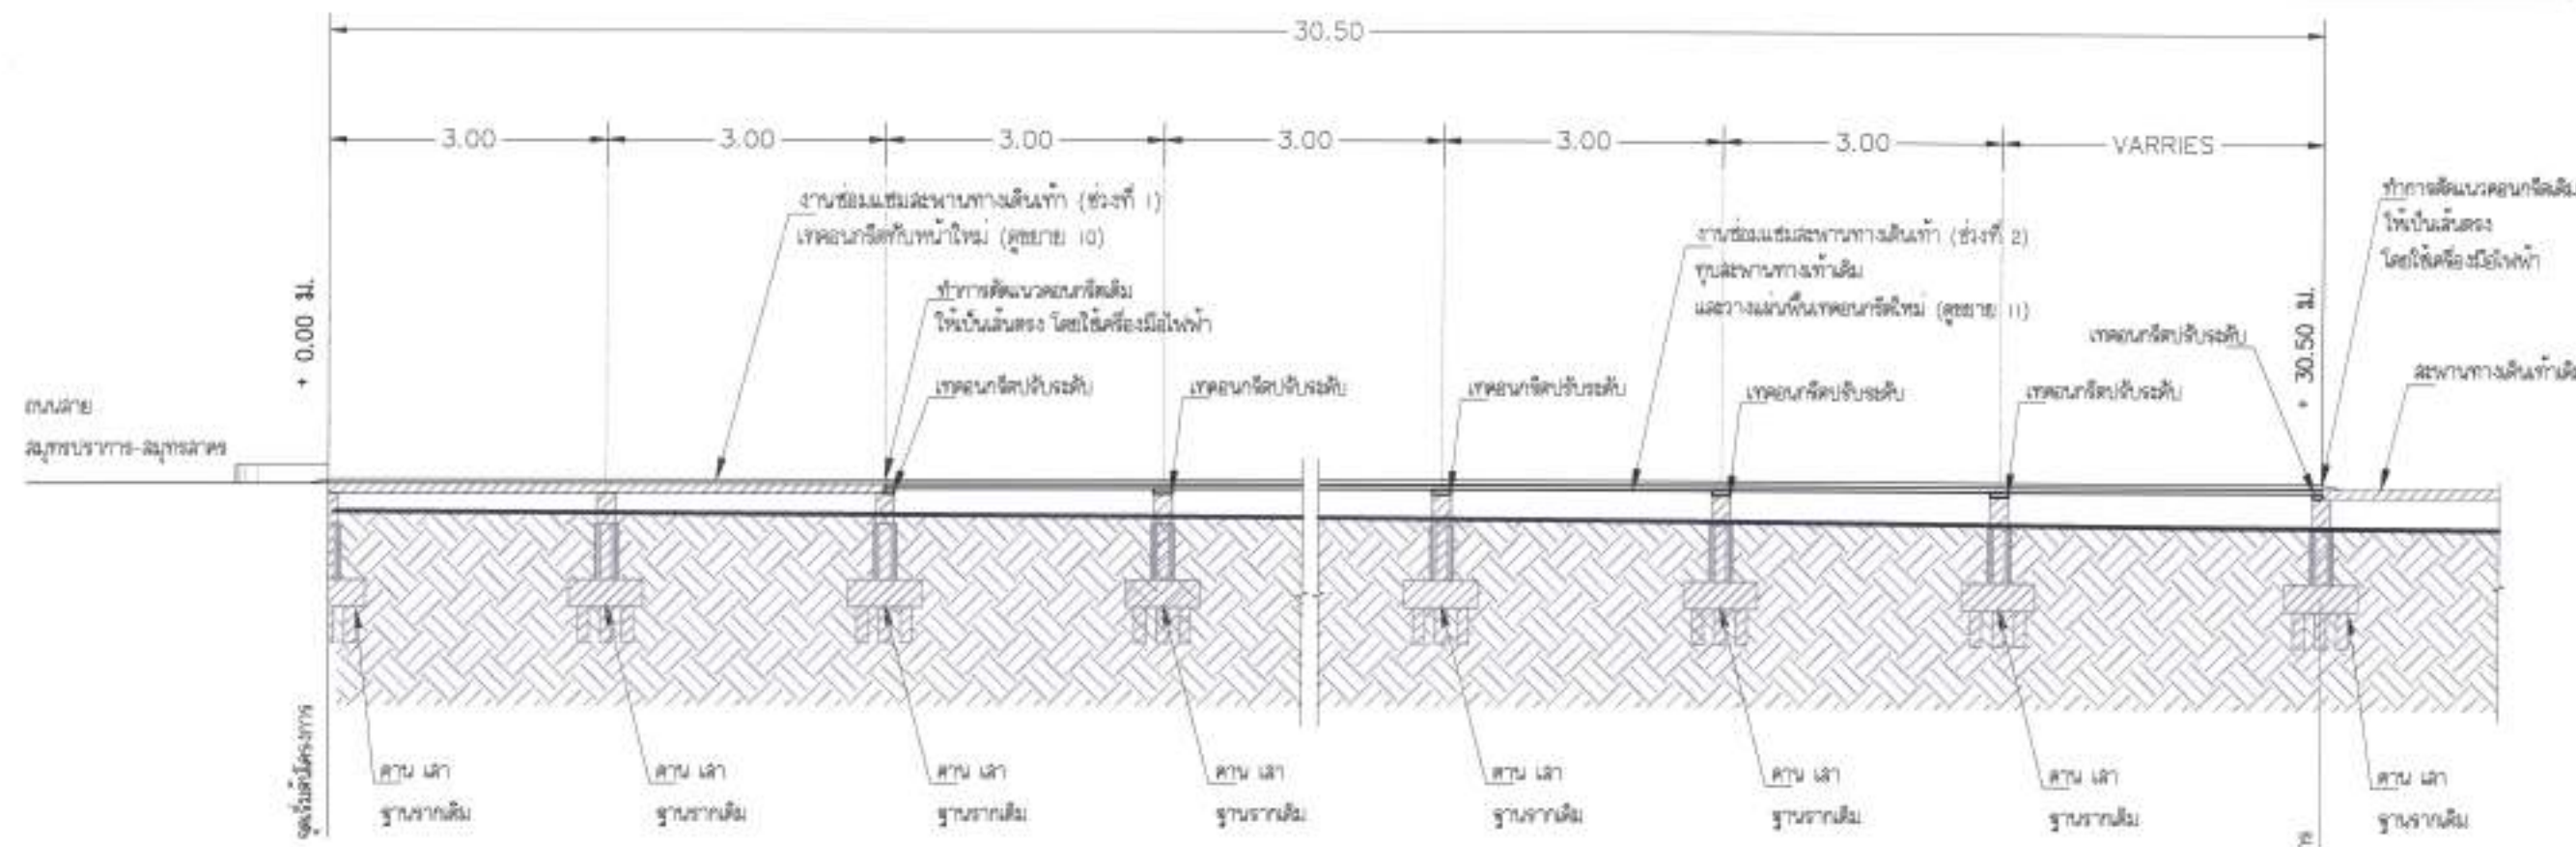 30.50
3.00
3.00
3.00
3.00
3.00
3.00
VARRIES
งานซ่อมแซมสะพานทางเดินเท้า (ช่วงที่ 1)
เทคอนกรีตทับหน้าใหม่ (ดูขยาย 10)
ทำการตัดแนวคอนกรีตเดิม
ให้เป็นเส้นตรง โดยใช้เครื่องมือไฟฟ้า
งานซ่อมแซมสะพานทางเดินเท้า (ช่วงที่ 2)
ทุบสะพานทางเท้าเดิม
และวางแผ่นพื้นเทคอนกรีตใหม่ (ดูขยาย 11)
ทำการตัดแนวคอนกรีตเดิม
ให้เป็นเส้นตรง
โดยใช้เครื่องมือไฟฟ้า
+ 0.00 ม.
+ 30.50 ม.
เทคอนกรีตปรับระดับ
เทคอนกรีตปรับระดับ
เทคอนกรีตปรับระดับ
เทคอนกรีตปรับระดับ
เทคอนกรีตปรับระดับ
เทคอนกรีตปรับระดับ
สะพานทางเดินเท้าเดิ
ถนนสาย
สมุทรปราการ-สมุทรสาคร
จุดเริ่มต้นโครงการ
คาน เสา
ฐานรากเดิม
คาน เสา
ฐานรากเดิม
คาน เสา
ฐานรากเดิม
คาน เสา
ฐานรากเดิม
คาน เสา
ฐานรากเดิม
คาน เสา
ฐานรากเดิม
คาน เสา
ฐานรากเดิม
คาน เสา
ฐานรากเดิม